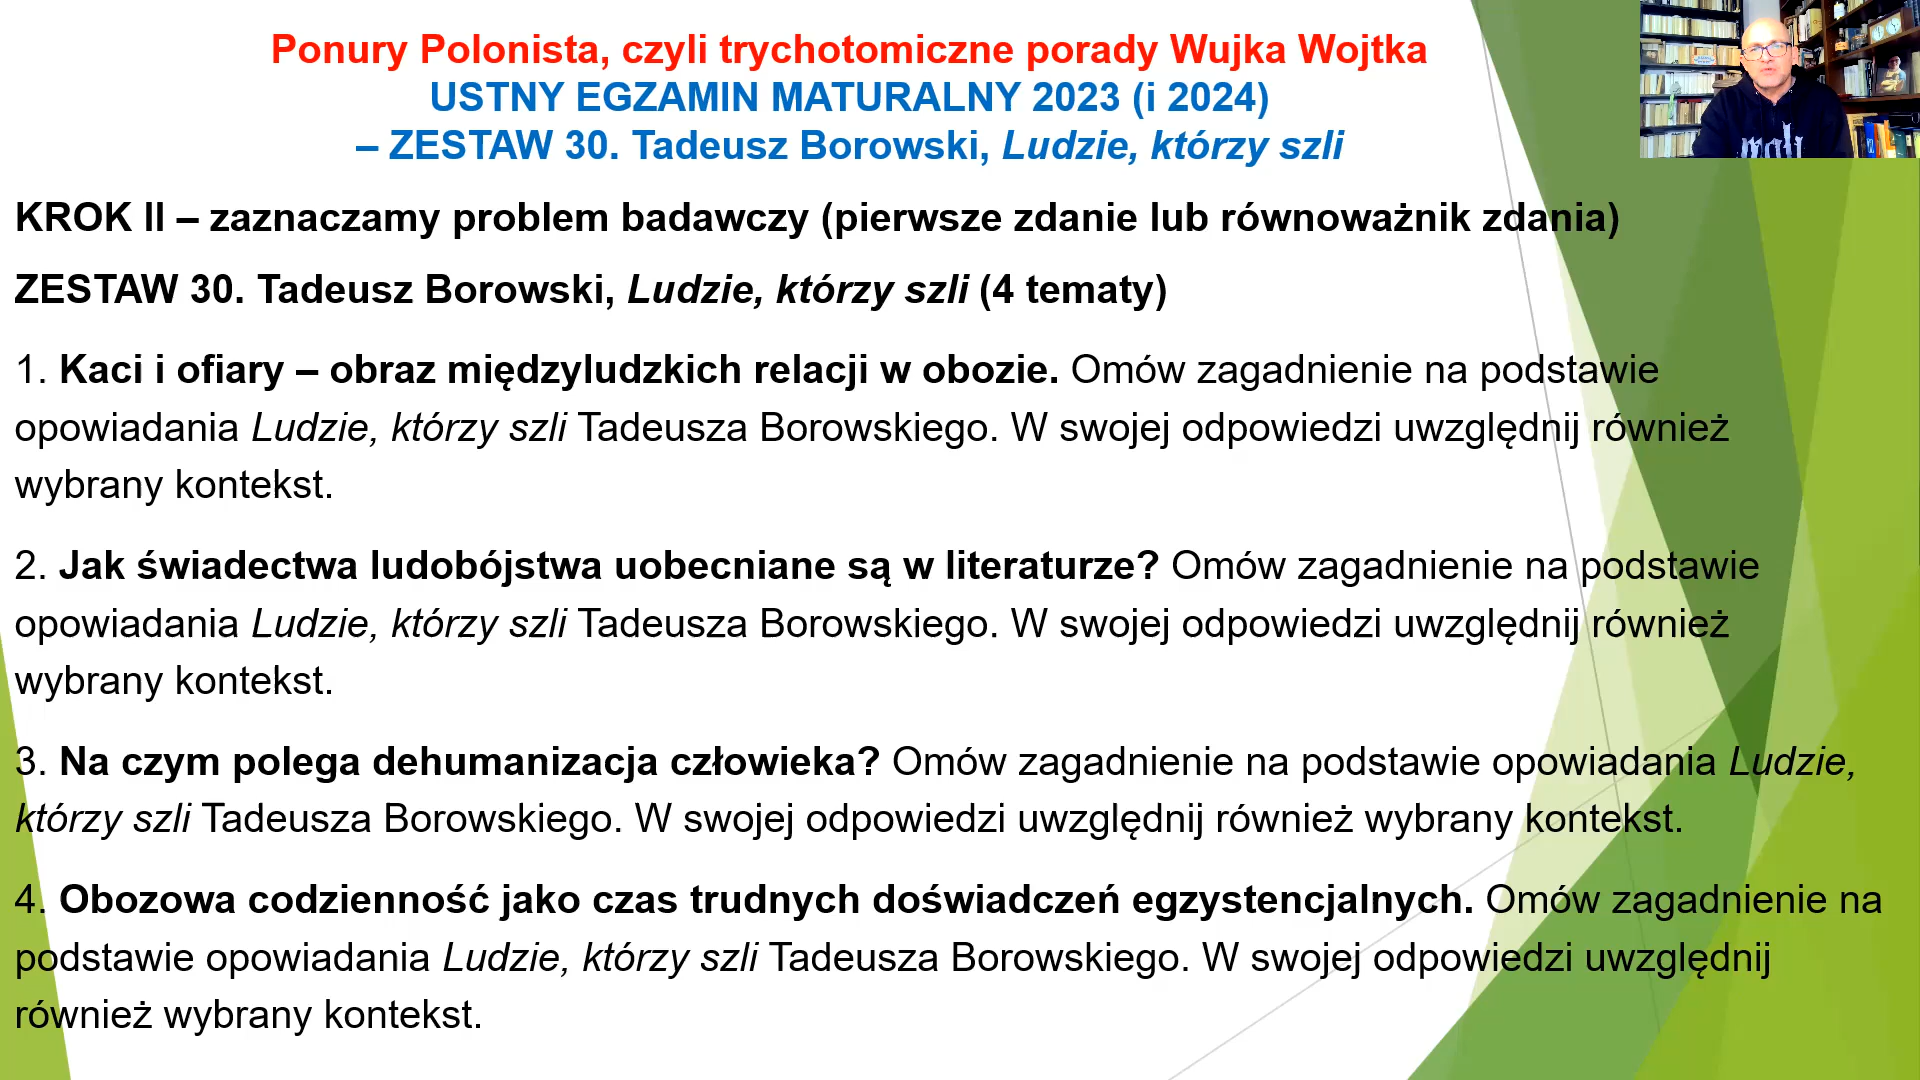 Ponury Polonista, czyli trychotomiczne porady Wujka Wojtka
USTNY EGZAMIN MATURALNY 2023 (i 2024)
– ZESTAW 30. Tadeusz Borowski, Ludzie, którzy szli
KROK II – zaznaczamy problem badawczy (pierwsze zdanie lub równoważnik zdania)
ZESTAW 30. Tadeusz Borowski, Ludzie, którzy szli (4 tematy)
1. Kaci i ofiary – obraz międzyludzkich relacji w obozie. Omów zagadnienie na podstawie
opowiadania Ludzie, którzy szli Tadeusza Borowskiego. W swojej odpowiedzi uwzględnij również
wybrany kontekst.
2. Jak świadectwa ludobójstwa uobecniane są w literaturze? Omów zagadnienie na podstawie
opowiadania Ludzie, którzy szli Tadeusza Borowskiego. W swojej odpowiedzi uwzględnij również
wybrany kontekst.
3. Na czym polega dehumanizacja człowieka? Omów zagadnienie na podstawie opowiadania Ludzie,
którzy szli Tadeusza Borowskiego. W swojej odpowiedzi uwzględnij również wybrany kontekst.
4. Obozowa codzienność jako czas trudnych doświadczeń egzystencjalnych. Omów zagadnienie na
podstawie opowiadania Ludzie, którzy szli Tadeusza Borowskiego. W swojej odpowiedzi uwzględnij
również wybrany kontekst.